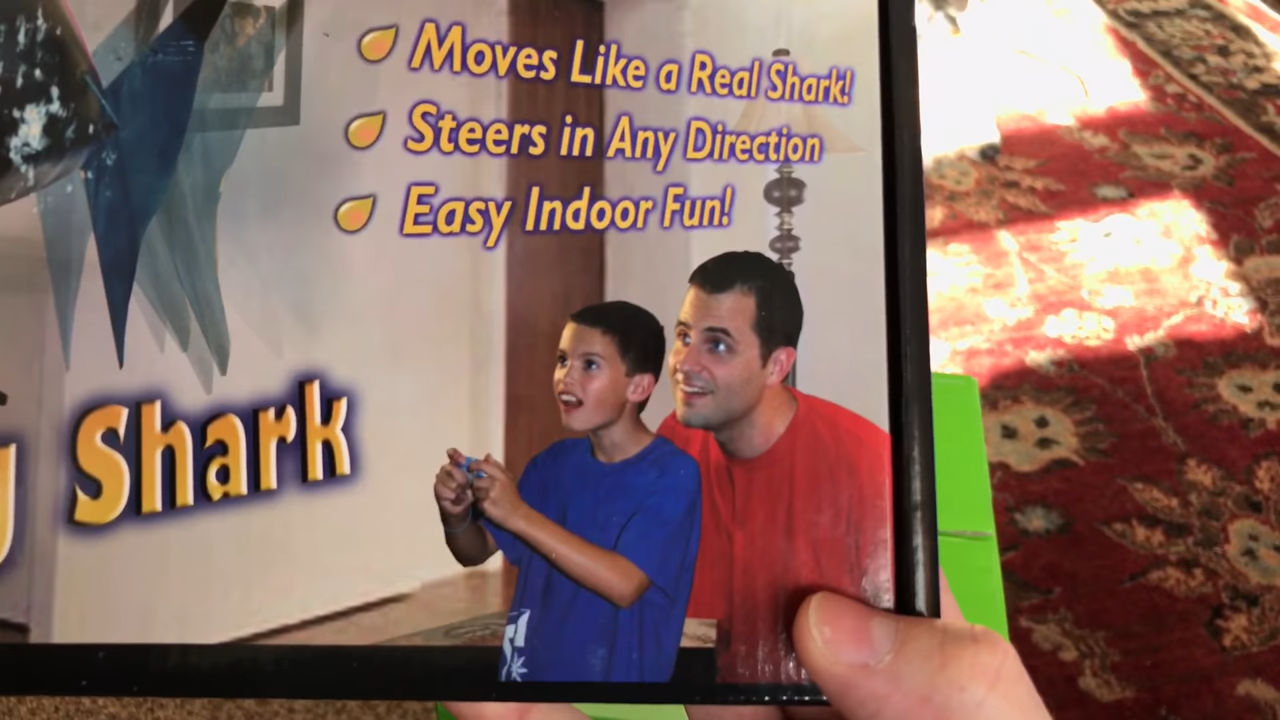 Moves Like a Real Shark!
Steers in Any Direction
Easy Indoor Fun!
Shark